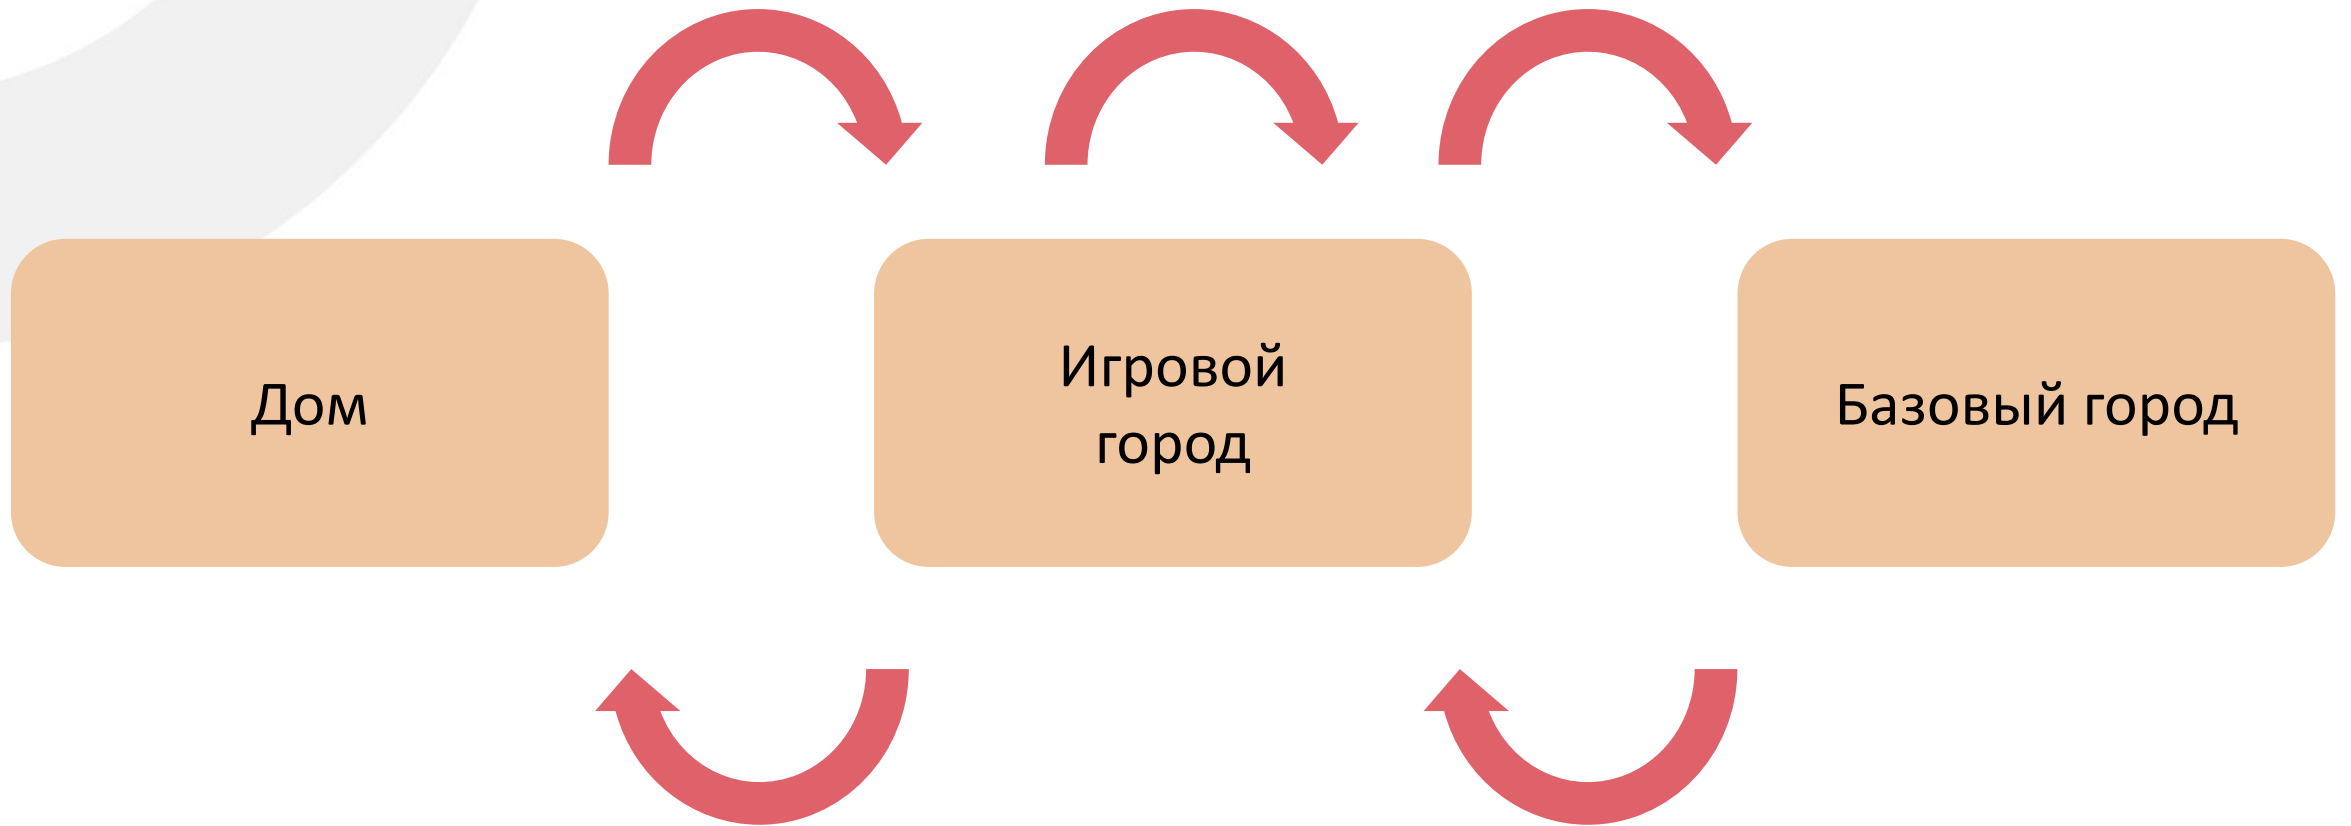 Дом
Игровой
город
Базовый город